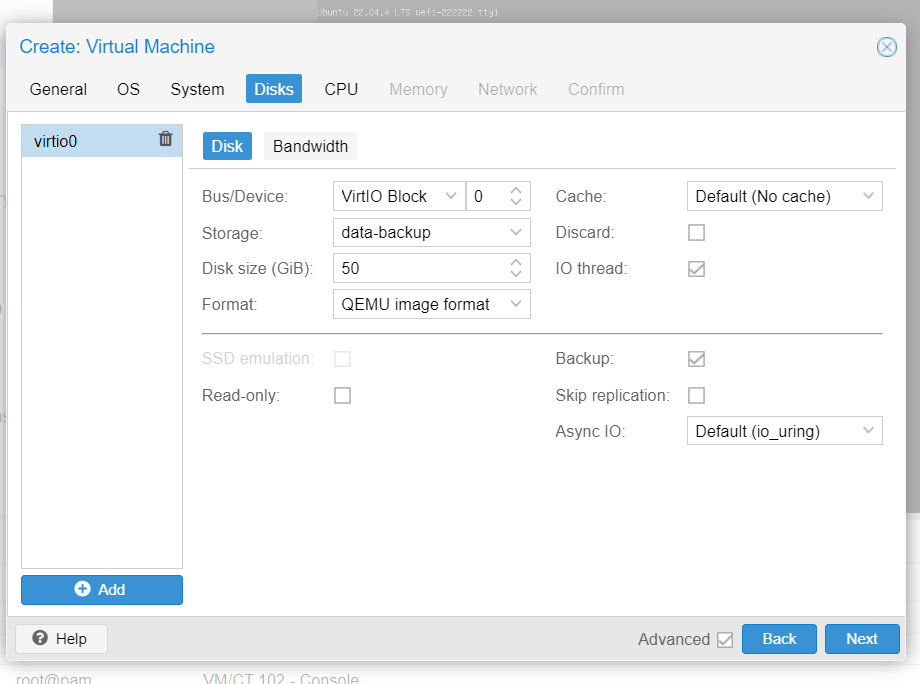 Ubuntu 22.04.4 LTS uefi-222222 tty1
Create: Virtual Machine
General OS System Disks CPU Memory Network Confirm
virtio0
Disk Bandwidth
Bus/Device: VirtIO Block 0 Cache: Default (No cache)
Storage: data-backup Discard:
Disk size (GiB): 50 IO thread:
Format: QEMU image format
SSD emulation: Backup:
Read-only: Skip replication:
Async IO: Default (io_uring)
Add
Help Advanced Back Next
root@pam VM/CT 102 - Console